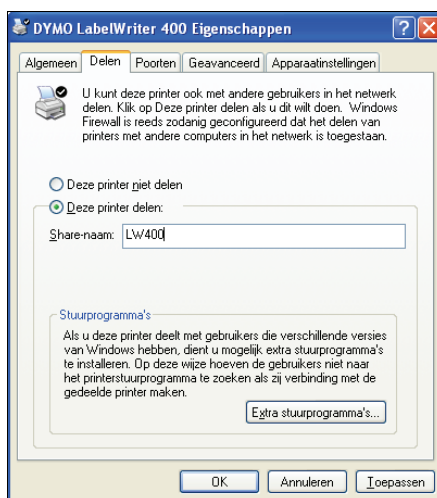 DYMO LabelWriter 400 Eigenschappen
Algemeen Delen Poorten Geavanceerd Apparaatinstellingen
U kunt deze printer ook met andere gebruikers in het netwerk
delen. Klik op Deze printer delen als u dit wilt doen. Windows
Firewall is reeds zodanig geconfigureerd dat het delen van
printers met andere computers in het netwerk is toegestaan.
Deze printer niet delen
Deze printer delen:
Share-naam: LW400
Stuurprogramma's
Als u deze printer deelt met gebruikers die verschillende versies
van Windows hebben, dient u mogelijk extra stuurprogramma's
te installeren. Op deze wijze hoeven de gebruikers niet naar
het printerstuurprogramma te zoeken als zij verbinding met de
gedeelde printer maken.
Extra stuurprogramma's...
OK Annuleren Toepassen